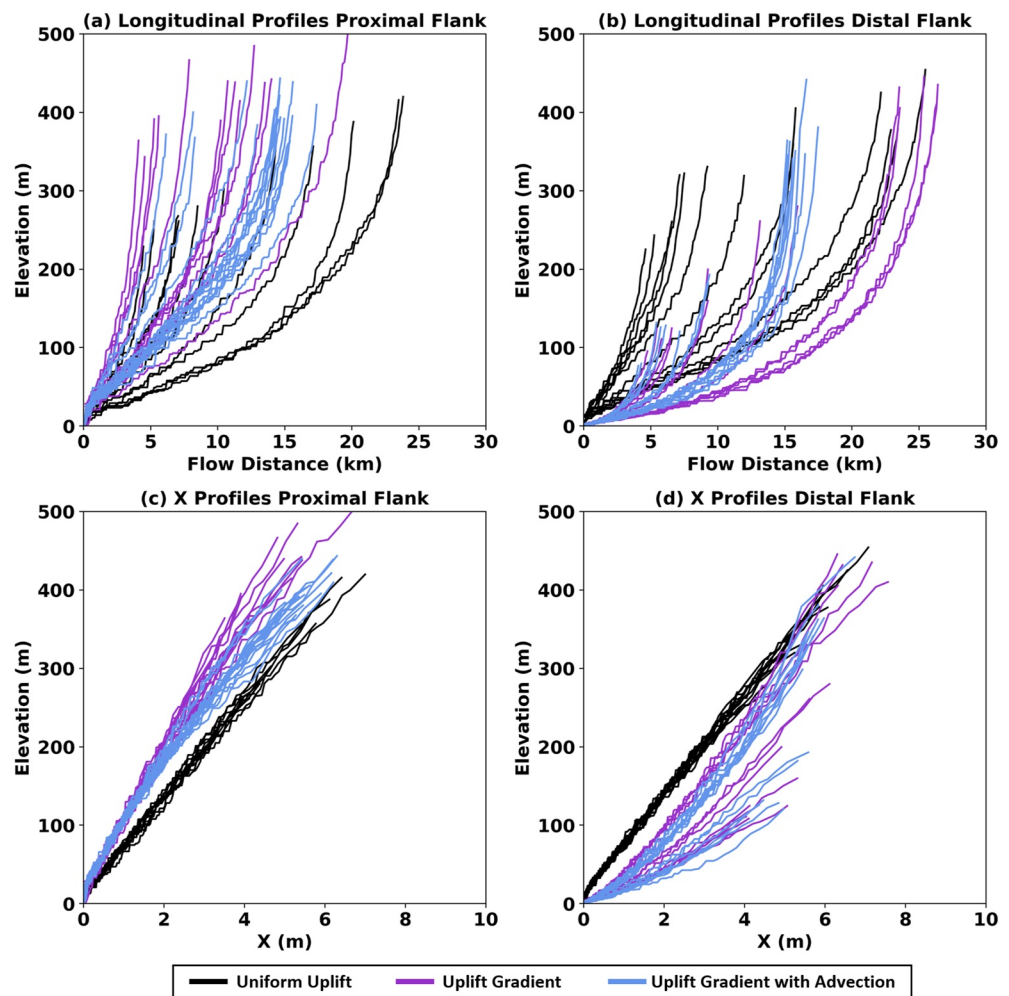 (a) Longitudinal Profiles Proximal Flank
500
400
300
200
100
0
Elevation (m)
0 5 10 15 20 25 30
Flow Distance (km)
(b) Longitudinal Profiles Distal Flank
500
400
300
200
100
0
Elevation (m)
0 5 10 15 20 25 30
Flow Distance (km)
(c) X Profiles Proximal Flank
500
400
300
200
100
0
Elevation (m)
0 2 4 6 8 10
X (m)
(d) X Profiles Distal Flank
500
400
300
200
100
0
Elevation (m)
0 2 4 6 8 10
X (m)
Uniform Uplift Uplift Gradient Uplift Gradient with Advection